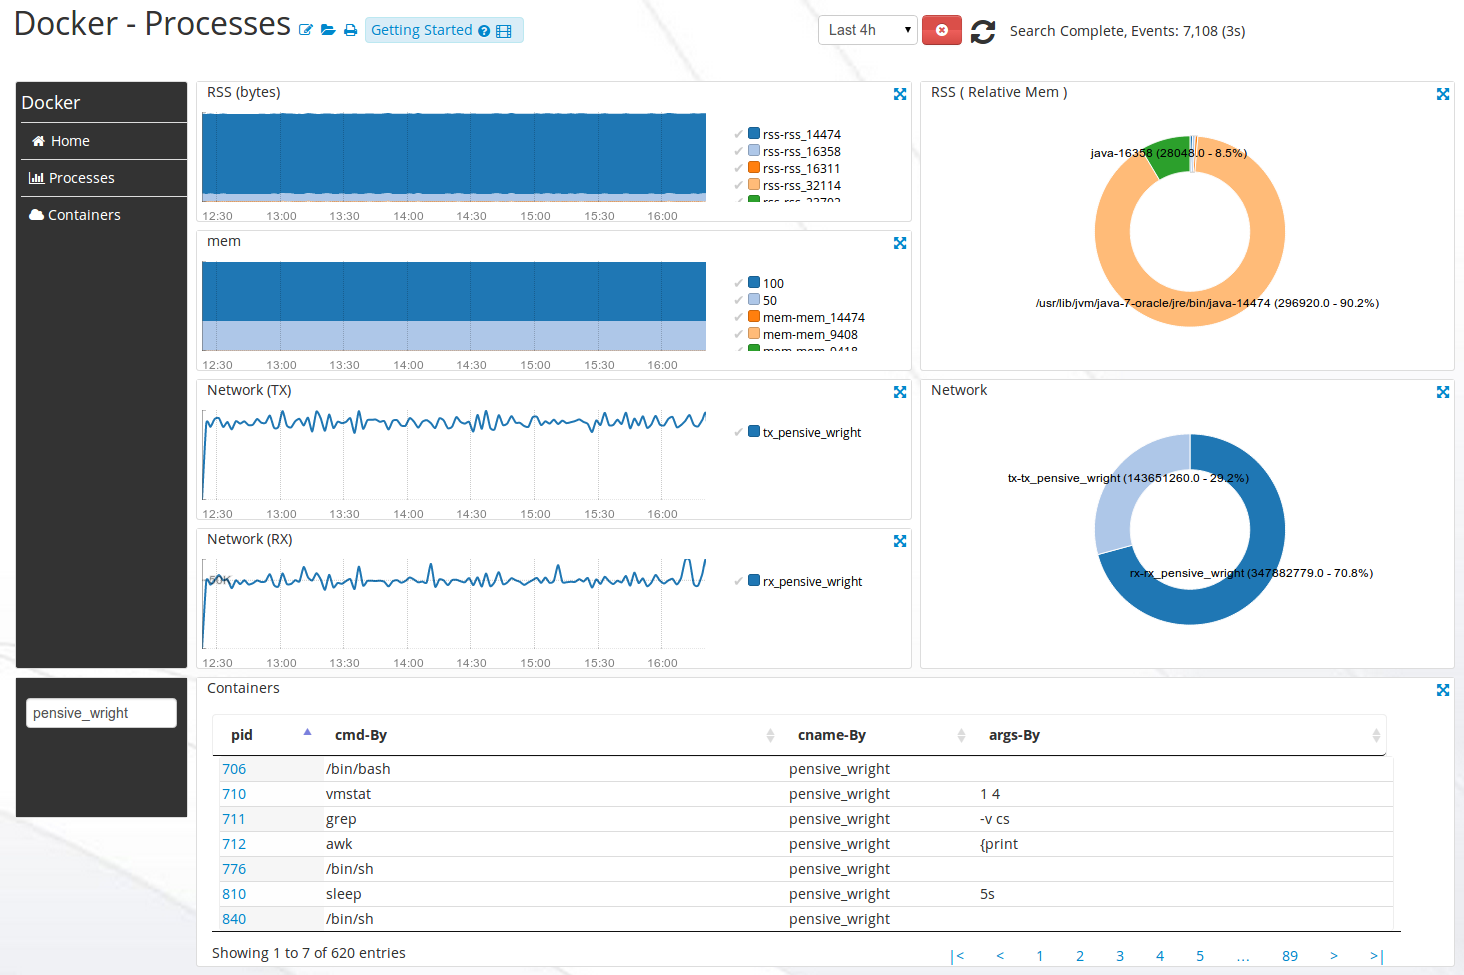 Docker - Processes
Getting Started
Last 4h
Search Complete, Events: 7,108 (3s)
Docker
Home
Processes
Containers
RSS (bytes)
rss-rss_14474
rss-rss_16358
rss-rss_16311
rss-rss_32114
12:30 13:00 13:30 14:00 14:30 15:00 15:30 16:00
RSS ( Relative Mem )
java-16358 (28048.0 - 8.5%)
/usr/lib/jvm/java-7-oracle/jre/bin/java-14474 (296920.0 - 90.2%)
mem
100
50
mem-mem_14474
mem-mem_9408
mem-mem_9418
12:30 13:00 13:30 14:00 14:30 15:00 15:30 16:00
Network (TX)
tx_pensive_wright
12:30 13:00 13:30 14:00 14:30 15:00 15:30 16:00
Network (RX)
rx_pensive_wright
12:30 13:00 13:30 14:00 14:30 15:00 15:30 16:00
Network
tx-tx_pensive_wright (143651260.0 - 29.2%)
rx-rx_pensive_wright (347882779.0 - 70.8%)
pensive_wright
Containers
pid cmd-By cname-By args-By
706 /bin/bash pensive_wright
710 vmstat pensive_wright 1 4
711 grep pensive_wright -v cs
712 awk pensive_wright {print
776 /bin/sh pensive_wright
810 sleep pensive_wright 5s
840 /bin/sh pensive_wright
Showing 1 to 7 of 620 entries
|< < 1 2 3 4 5 ... 89 > >|